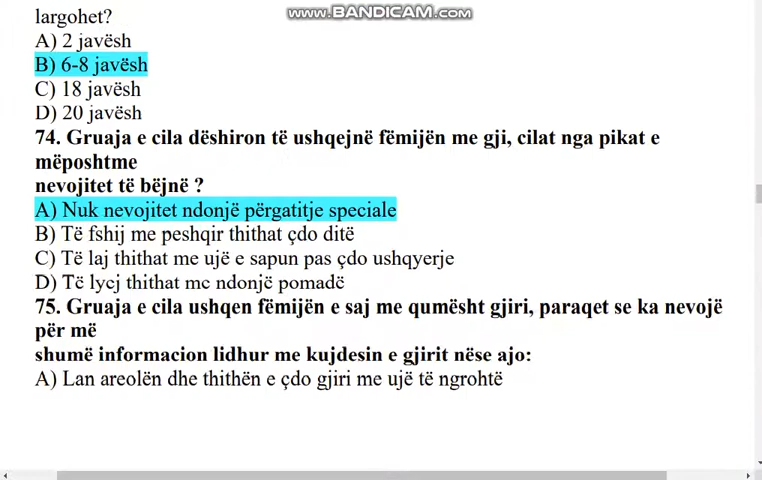 www.BANDICAM.com
largohet?
A) 2 javësh
B) 6-8 javësh
C) 18 javësh
D) 20 javësh
74. Gruaja e cila dëshiron të ushqejnë fëmijën me gji, cilat nga pikat e
mëposhtme
nevojitet të bëjnë ?
A) Nuk nevojitet ndonjë përgatitje speciale
B) Të fshij me peshqir thithat çdo ditë
C) Të laj thithat me ujë e sapun pas çdo ushqyerje
D) Të lyej thithat me ndonjë pomadë
75. Gruaja e cila ushqen fëmijën e saj me qumësht gjiri, paraqet se ka nevojë
për më
shumë informacion lidhur me kujdesin e gjirit nëse ajo:
A) Lan areolën dhe thithën e çdo gjiri me ujë të ngrohtë